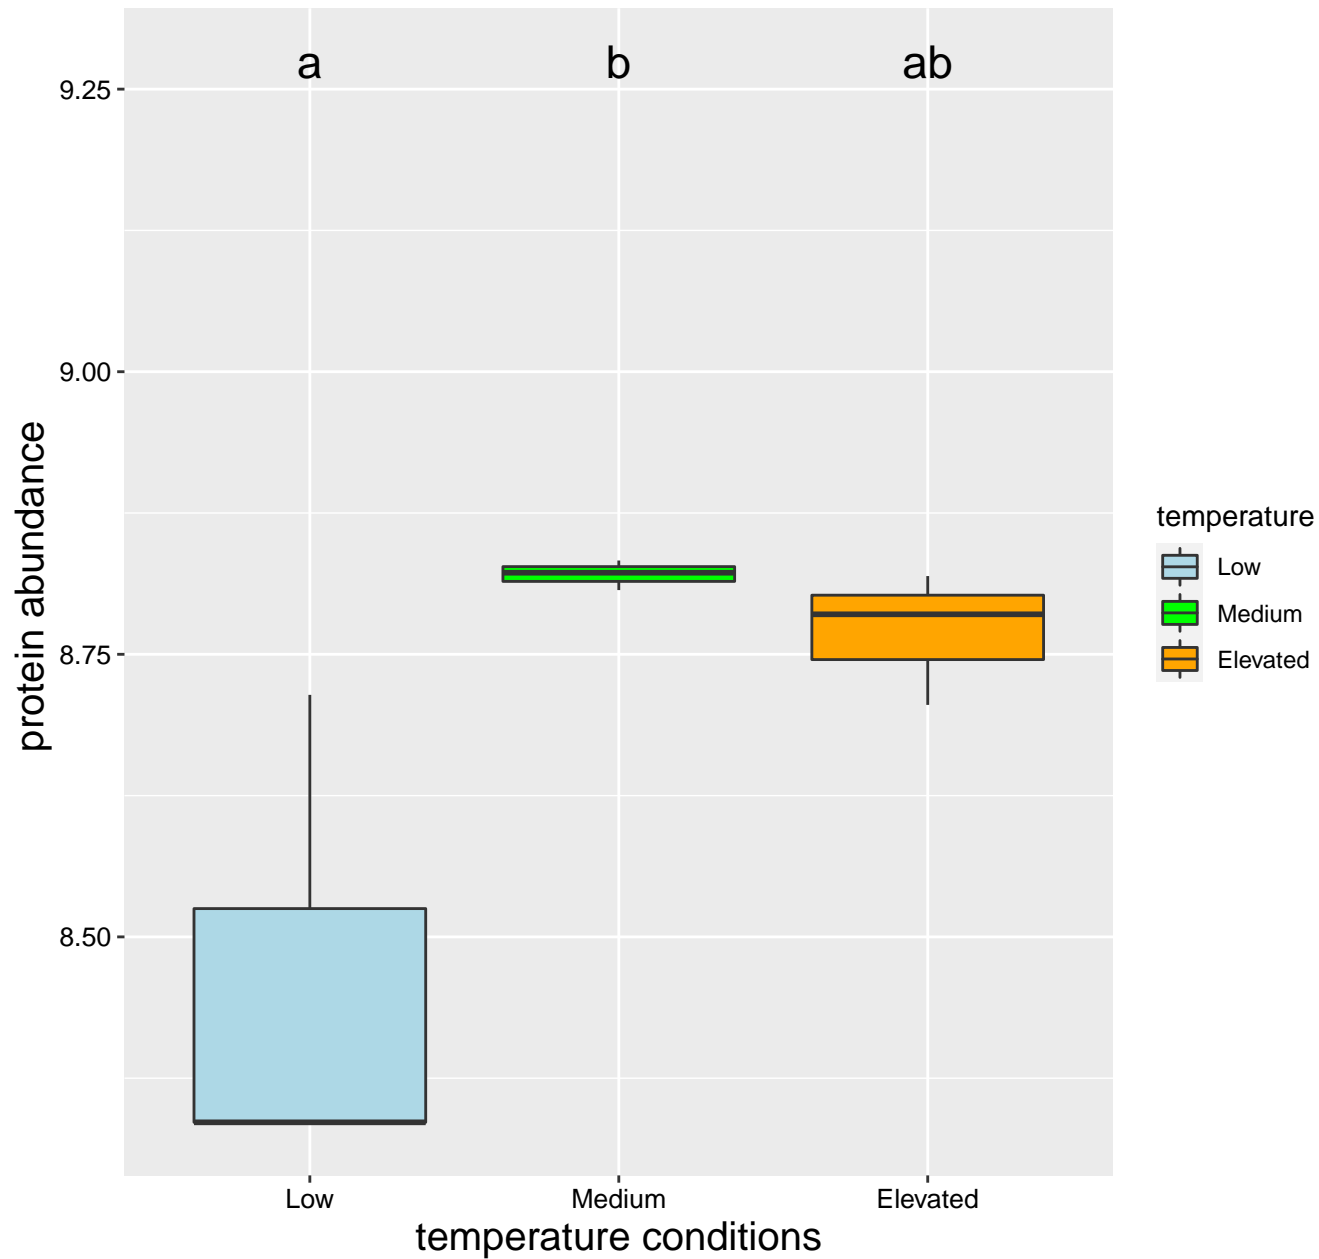 a b ab
9.25
9.00
8.75
8.50
protein abundance
Low Medium Elevated
temperature conditions
temperature
Low
Medium
Elevated